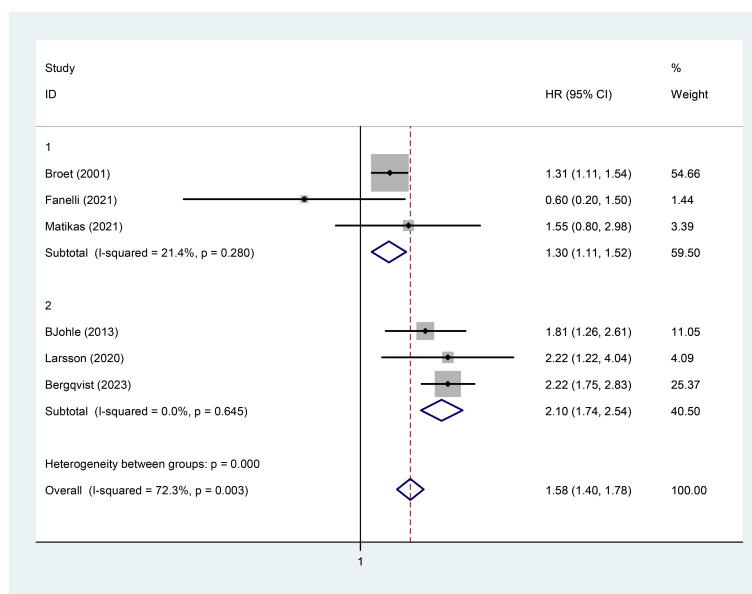 Study %
ID HR (95% CI) Weight
1
Broet (2001) 1.31 (1.11, 1.54) 54.66
Fanelli (2021) 0.60 (0.20, 1.50) 1.44
Matikas (2021) 1.55 (0.80, 2.98) 3.39
Subtotal (I-squared = 21.4%, p = 0.280) 1.30 (1.11, 1.52) 59.50
2
BJohle (2013) 1.81 (1.26, 2.61) 11.05
Larsson (2020) 2.22 (1.22, 4.04) 4.09
Bergqvist (2023) 2.22 (1.75, 2.83) 25.37
Subtotal (I-squared = 0.0%, p = 0.645) 2.10 (1.74, 2.54) 40.50
Heterogeneity between groups: p = 0.000
Overall (I-squared = 72.3%, p = 0.003) 1.58 (1.40, 1.78) 100.00
1